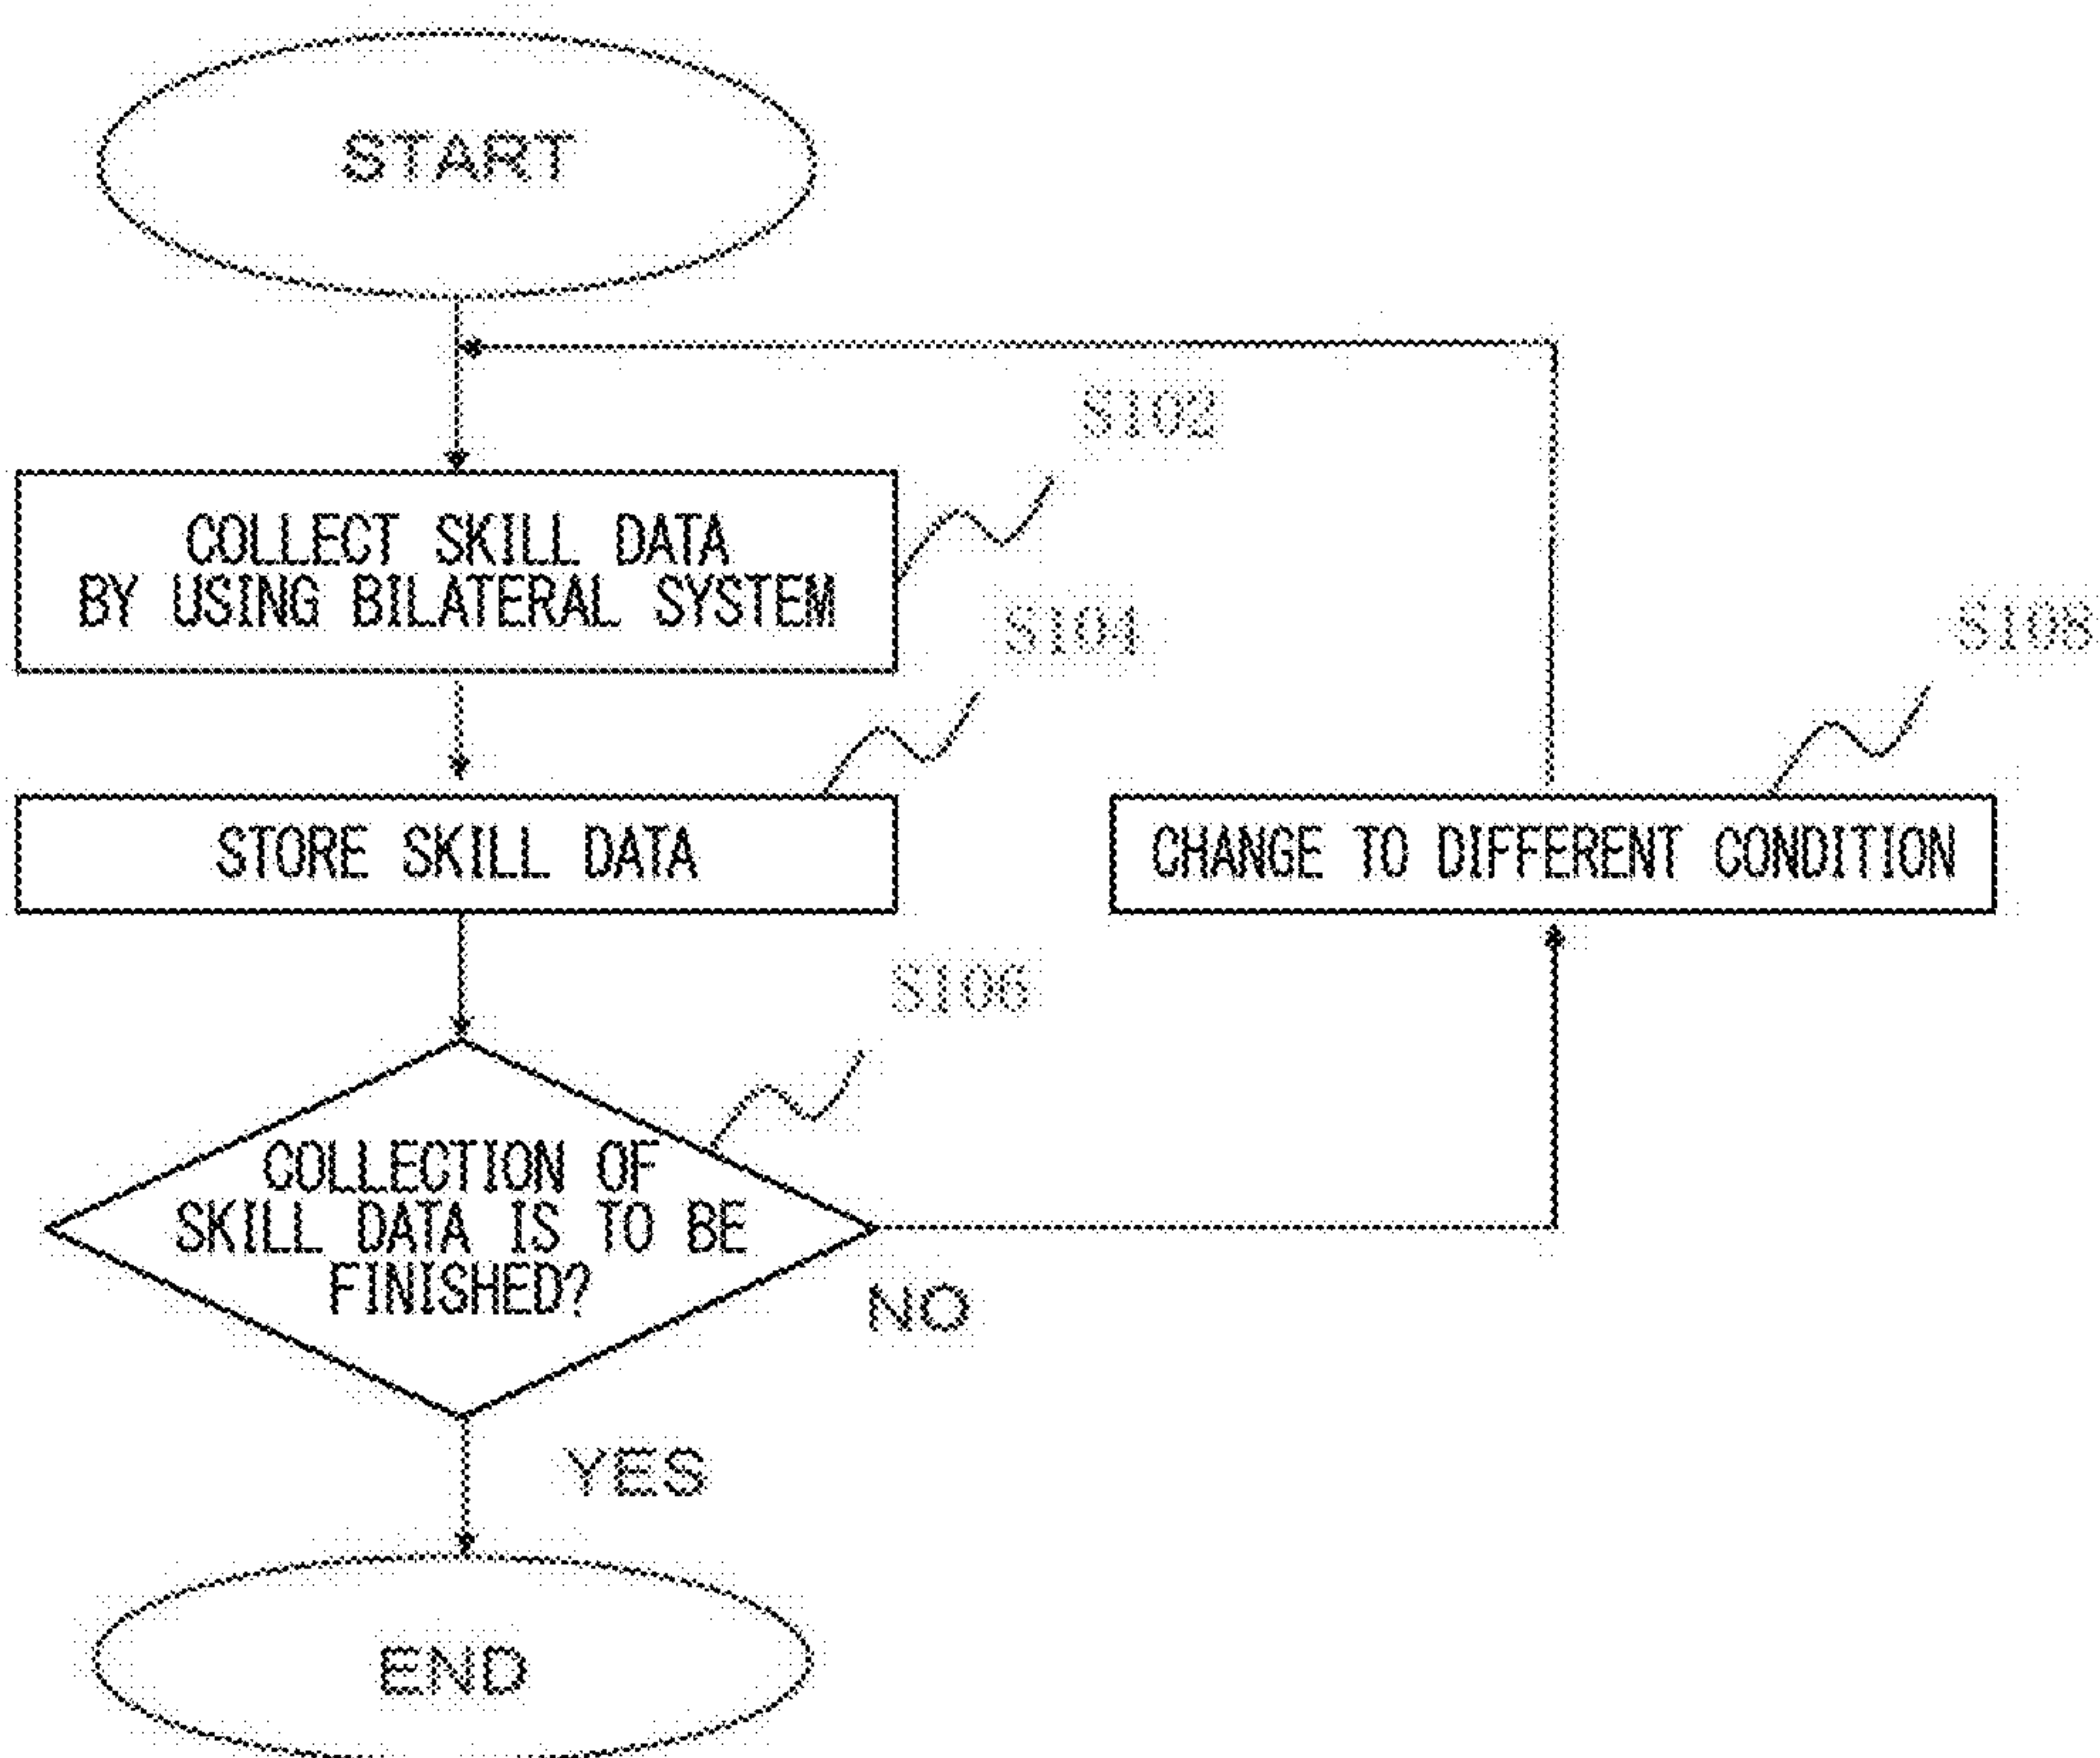 START
S102
COLLECT SKILL DATA
BY USING BILATERAL SYSTEM
S104
S108
STORE SKILL DATA
CHANGE TO DIFFERENT CONDITION
S106
COLLECTION OF
SKILL DATA IS TO BE
FINISHED?
NO
YES
END